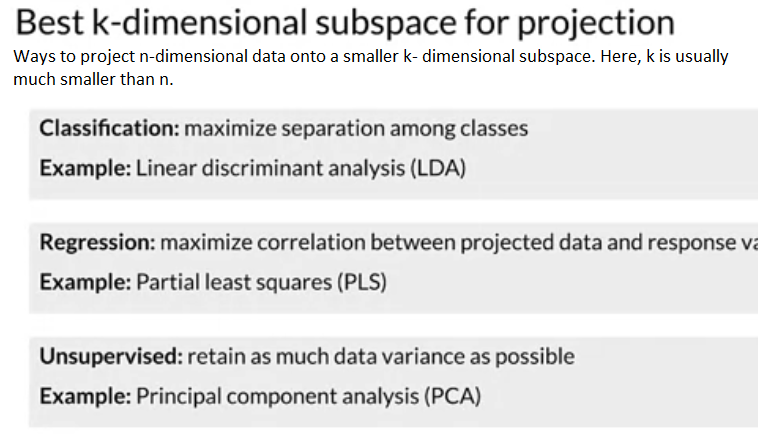 Best k-dimensional subspace for projection
Ways to project n-dimensional data onto a smaller k- dimensional subspace. Here, k is usually
much smaller than n.
Classification: maximize separation among classes
Example: Linear discriminant analysis (LDA)
Regression: maximize correlation between projected data and response
Example: Partial least squares (PLS)
Unsupervised: retain as much data variance as possible
Example: Principal component analysis (PCA)